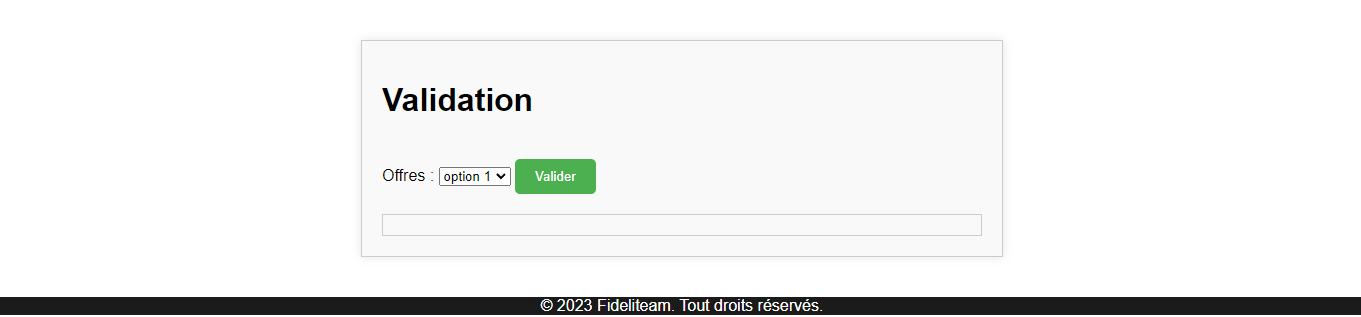 Validation
Offres : option 1 Valider
© 2023 Fideliteam. Tout droits réservés.